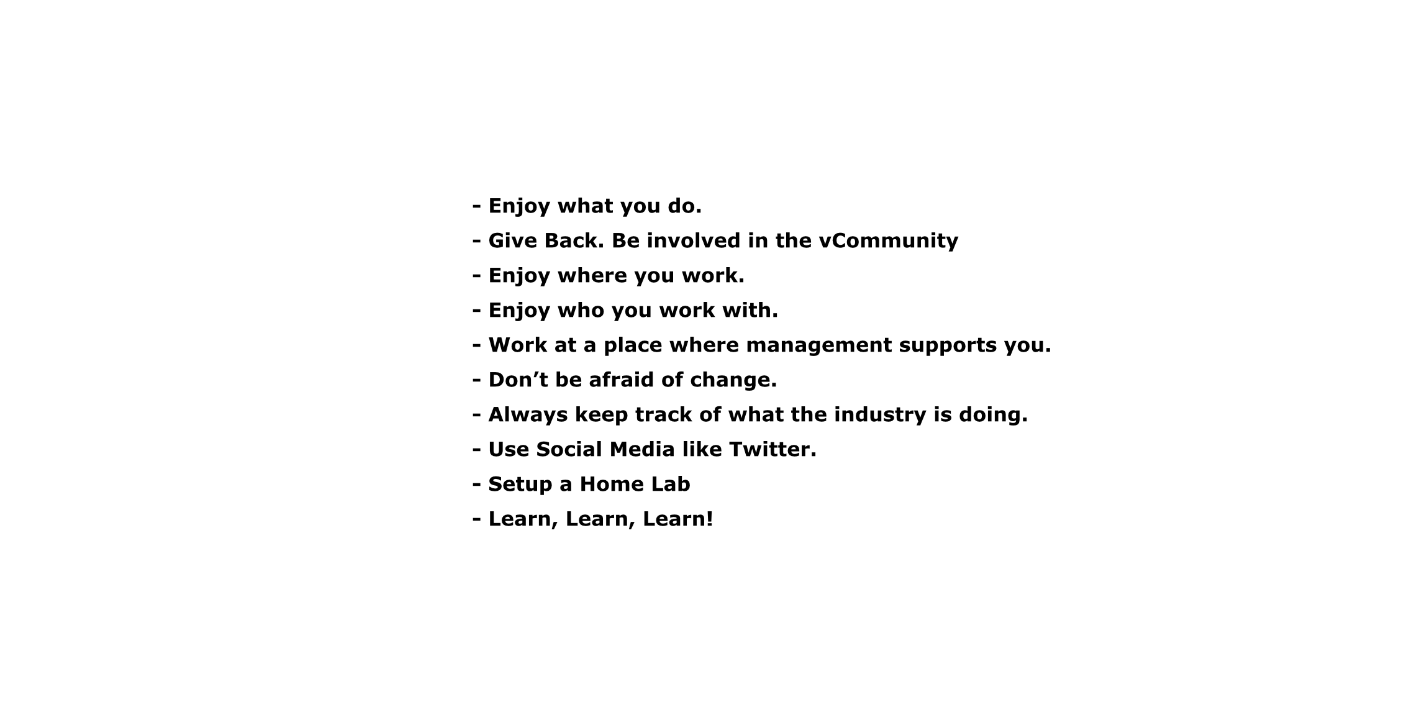 - Enjoy what you do.
- Give Back. Be involved in the vCommunity
- Enjoy where you work.
- Enjoy who you work with.
- Work at a place where management supports you.
- Don’t be afraid of change.
- Always keep track of what the industry is doing.
- Use Social Media like Twitter.
- Setup a Home Lab
- Learn, Learn, Learn!